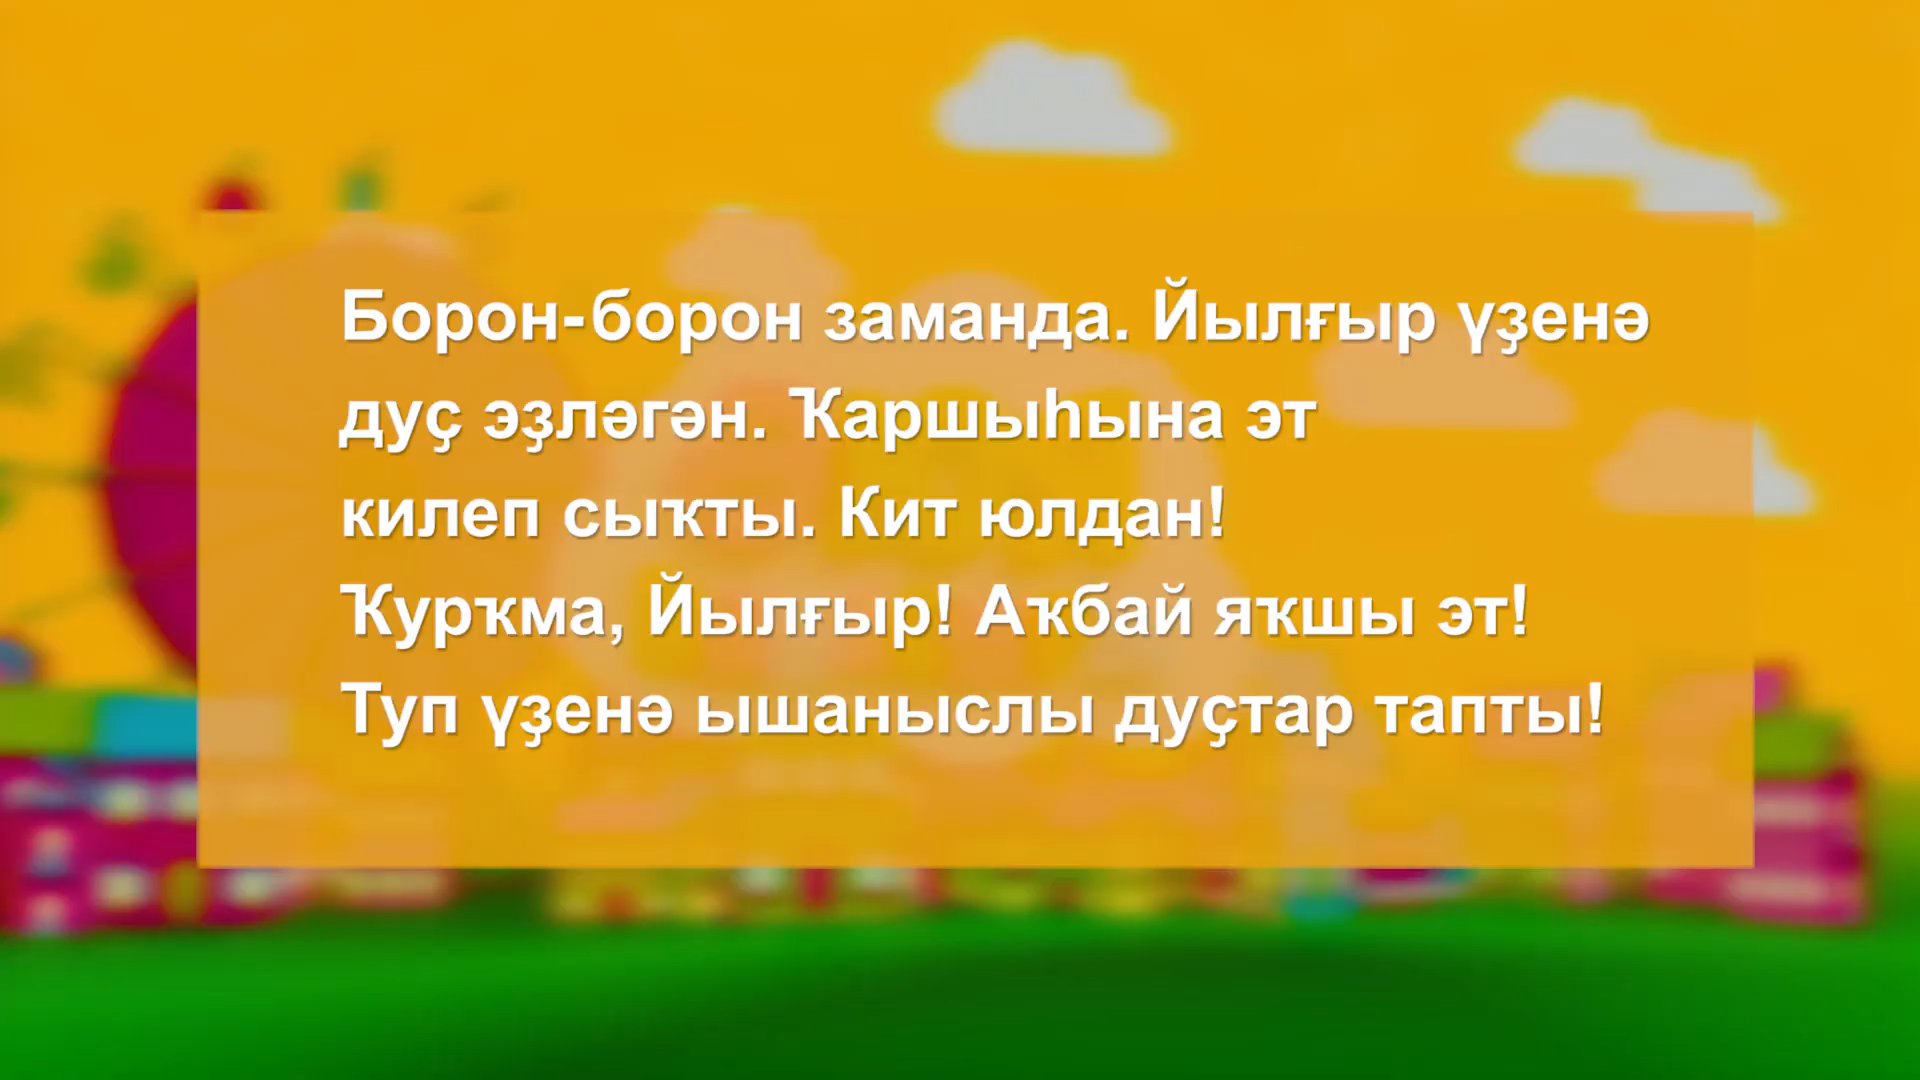 Борон-борон заманда. Йылғыр үҙенә
дуҫ эҙләгән. Ҡаршыһына эт
килеп сыҡты. Кит юлдан!
Ҡурҡма, Йылғыр! Аҡбай яҡшы эт!
Туп үҙенә ышаныслы дуҫтар тапты!